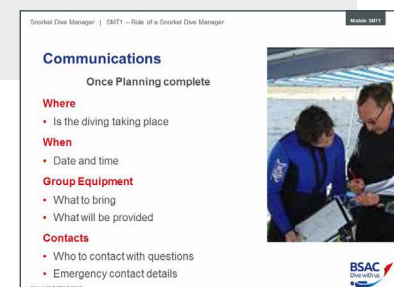 Snorkel Dive Manager | SMT1 – Role of a Snorkel Dive Manager
Module SMT1
Communications
Once Planning complete
Where
• Is the diving taking place
When
• Date and time
Group Equipment
• What to bring
• What will be provided
Contacts
• Who to contact with questions
• Emergency contact details
BSAC
Dive with us